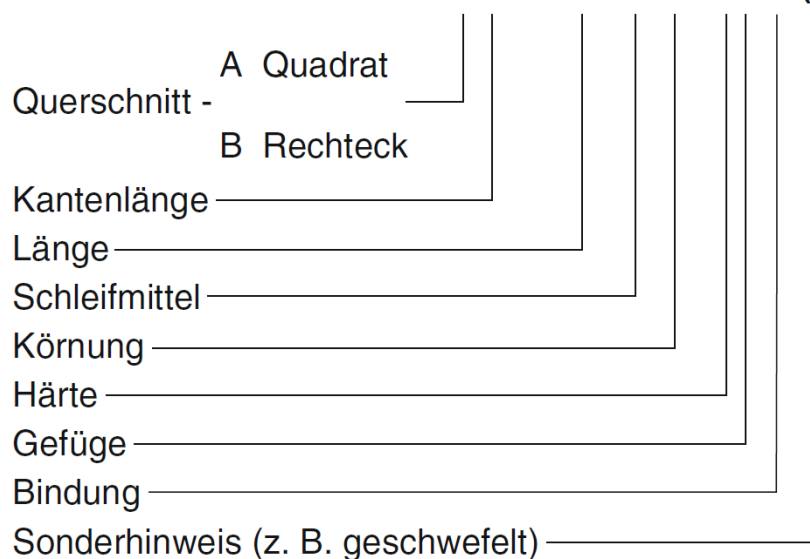 A Quadrat
Querschnitt -
B Rechteck
Kantenlänge
Länge
Schleifmittel
Körnung
Härte
Gefüge
Bindung
Sonderhinweis (z. B. geschwefelt)